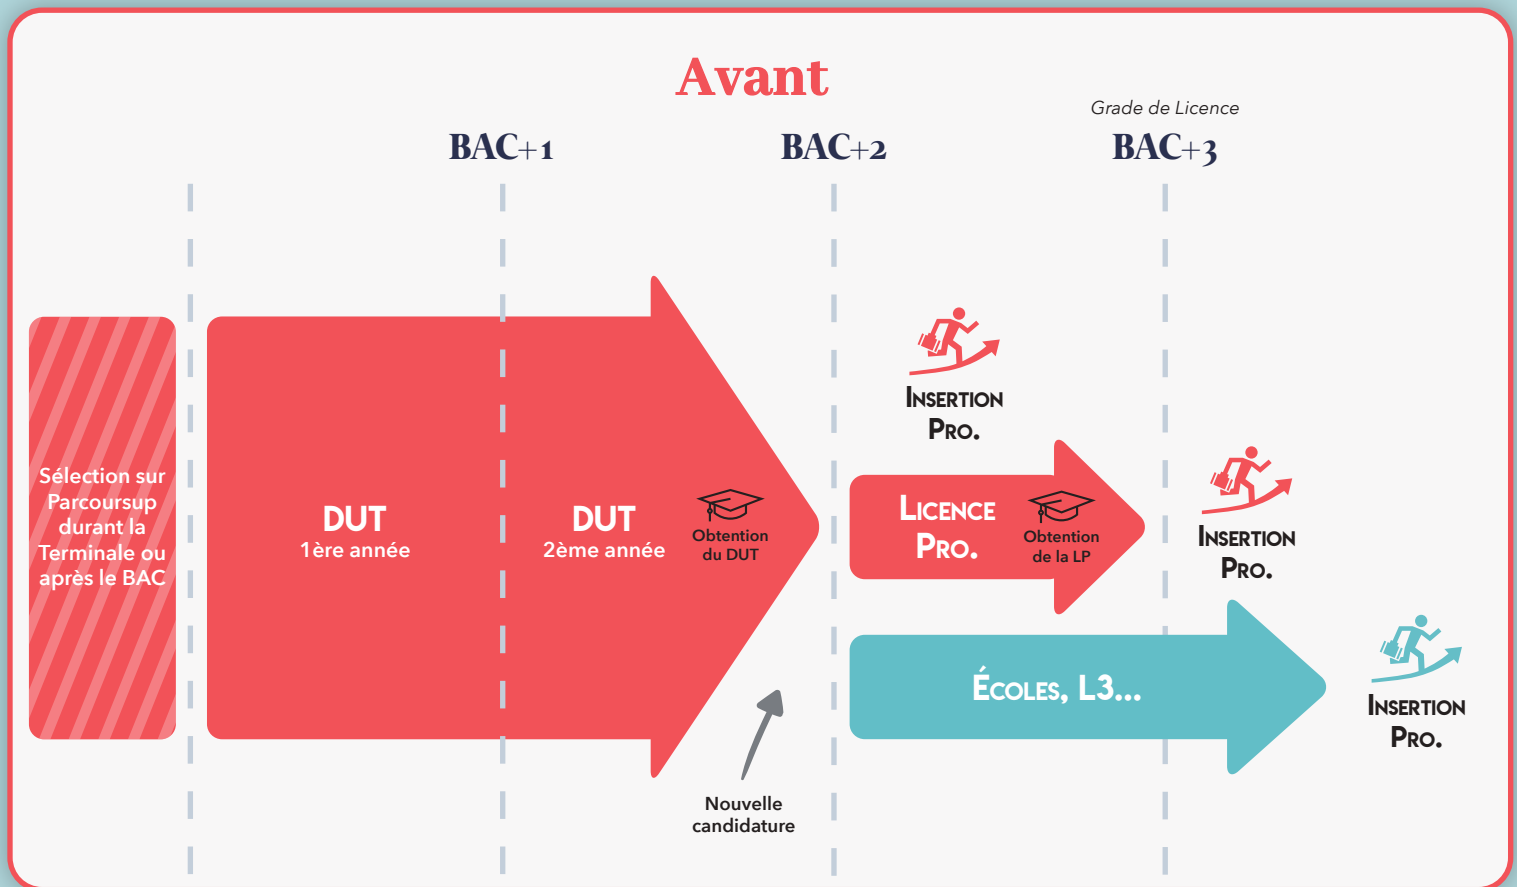 Avant
Grade de Licence
BAC+1
BAC+2
BAC+3
Sélection sur
Parcoursup
durant la
Terminale ou
après le BAC
DUT
1ère année
DUT
2ème année
Obtention
du DUT
Nouvelle
candidature
Insertion
Pro.
Licence
Pro.
Obtention
de la LP
Insertion
Pro.
Écoles, L3...
Insertion
Pro.